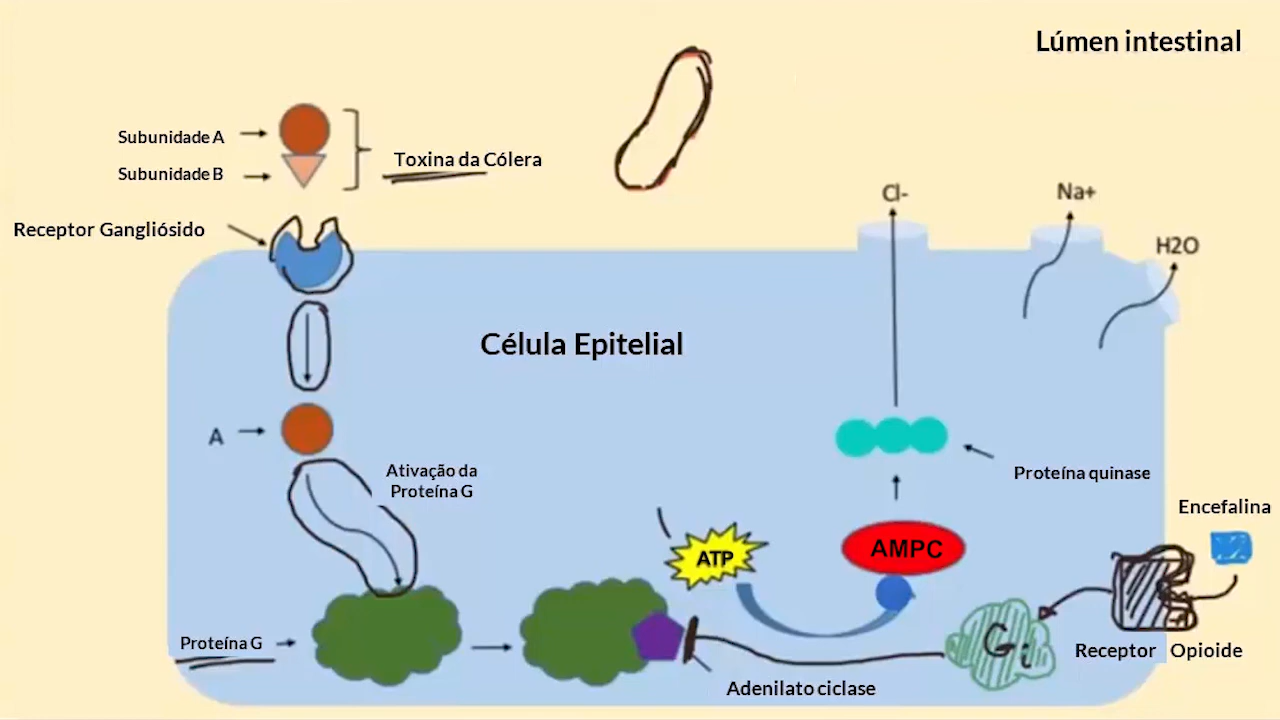 Lúmen intestinal
Subunidade A
Subunidade B
Toxina da Cólera
Receptor Gangliósido
Cl-
Na+
H2O
Célula Epitelial
A
Ativação da
Proteína G
Proteína quinase
Encefalina
ATP
AMPC
Proteína G
Gi
Receptor Opioide
Adenilato ciclase